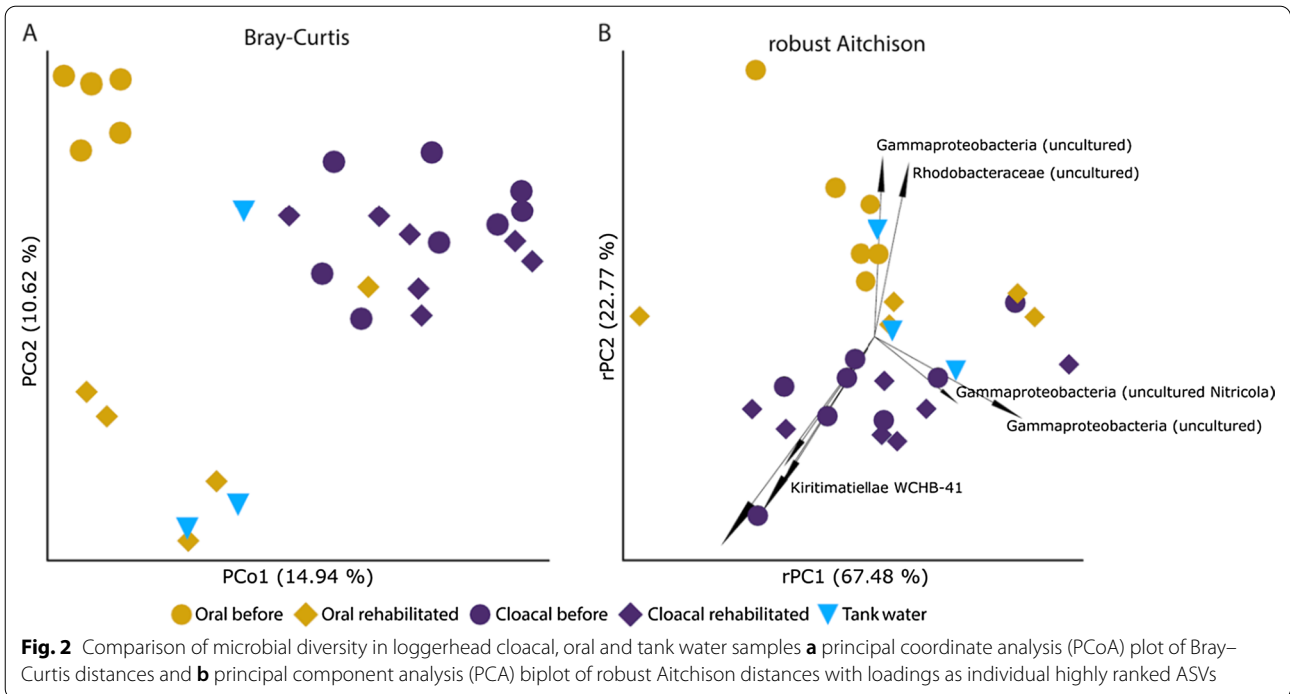 A
Bray-Curtis
PCo2 (10.62 %)
PCo1 (14.94 %)
B
robust Aitchison
rPC2 (22.77 %)
Gammaproteobacteria (uncultured)
Rhodobacteraceae (uncultured)
Gammaproteobacteria (uncultured Nitricola)
Gammaproteobacteria (uncultured)
Kiritimatiellae WCHB-41
rPC1 (67.48 %)
Oral before Oral rehabilitated Cloacal before Cloacal rehabilitated Tank water
Fig. 2 Comparison of microbial diversity in loggerhead cloacal, oral and tank water samples a principal coordinate analysis (PCoA) plot of Bray–
Curtis distances and b principal component analysis (PCA) biplot of robust Aitchison distances with loadings as individual highly ranked ASVs